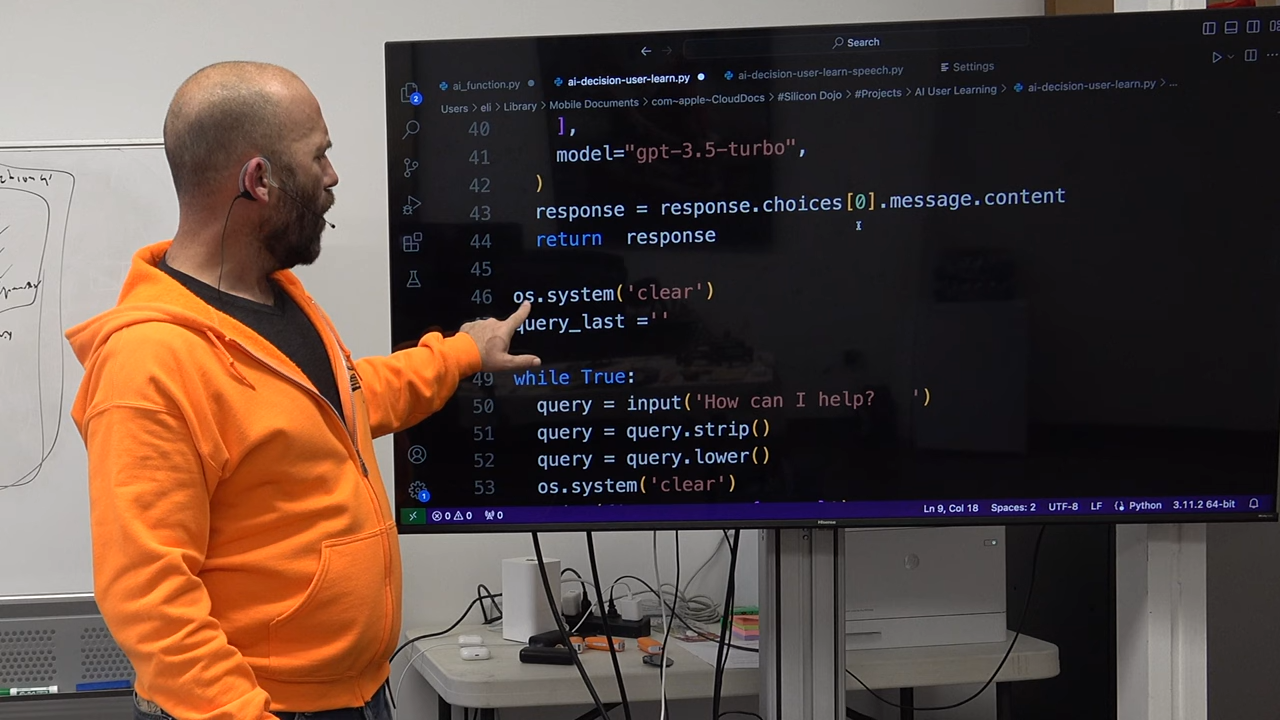 Search
ai_function.py
ai-decision-user-learn.py
ai-decision-user-learn-speech.py
Settings
Users > eli > Library > Mobile Documents > com~apple~CloudDocs > #Silicon Dojo > #Projects > AI User Learning > ai-decision-user-learn.py > ...
2
40 ],
41 model="gpt-3.5-turbo",
42 )
43 response = response.choices[0].message.content
44 return response
45
46 os.system('clear')
query_last =''
49 while True:
50 query = input('How can I help? ')
51 query = query.strip()
52 query = query.lower()
53 os.system('clear')
1
0 0 0 Ln 9, Col 18 Spaces: 2 UTF-8 LF Python 3.11.2 64-bit
Hisense